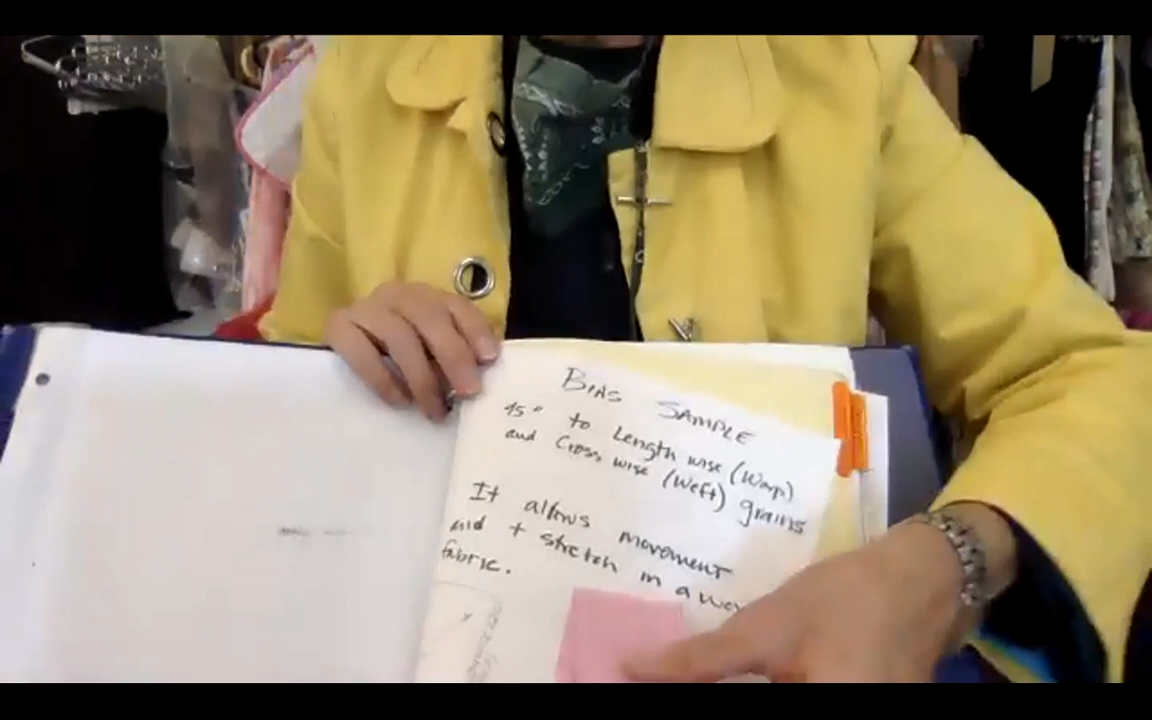 BIAS SAMPLE
45° to Length wise (Warp)
and Cross wise (Weft) grains
It allows movement
and + stretch in a
fabric.